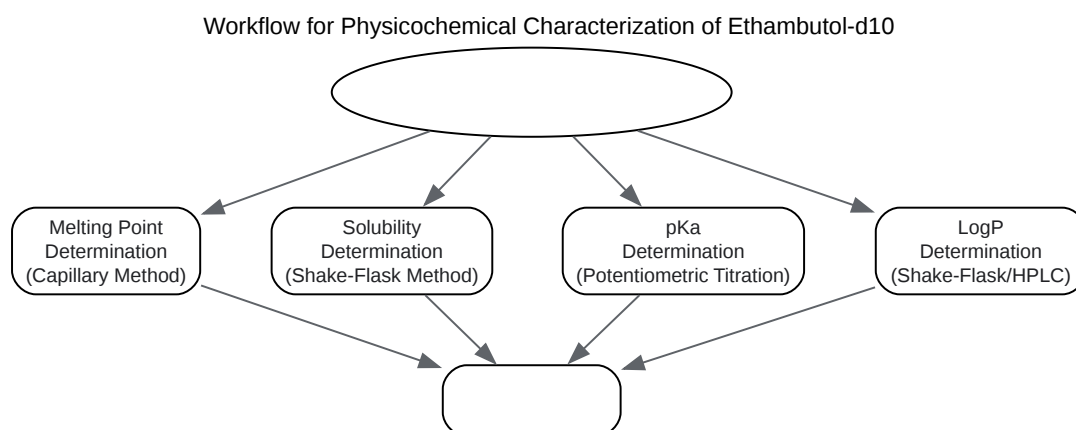 Workflow for Physicochemical Characterization of Ethambutol-d10
Melting Point
Determination
(Capillary Method)
Solubility
Determination
(Shake-Flask Method)
pKa
Determination
(Potentiometric Titration)
LogP
Determination
(Shake-Flask/HPLC)